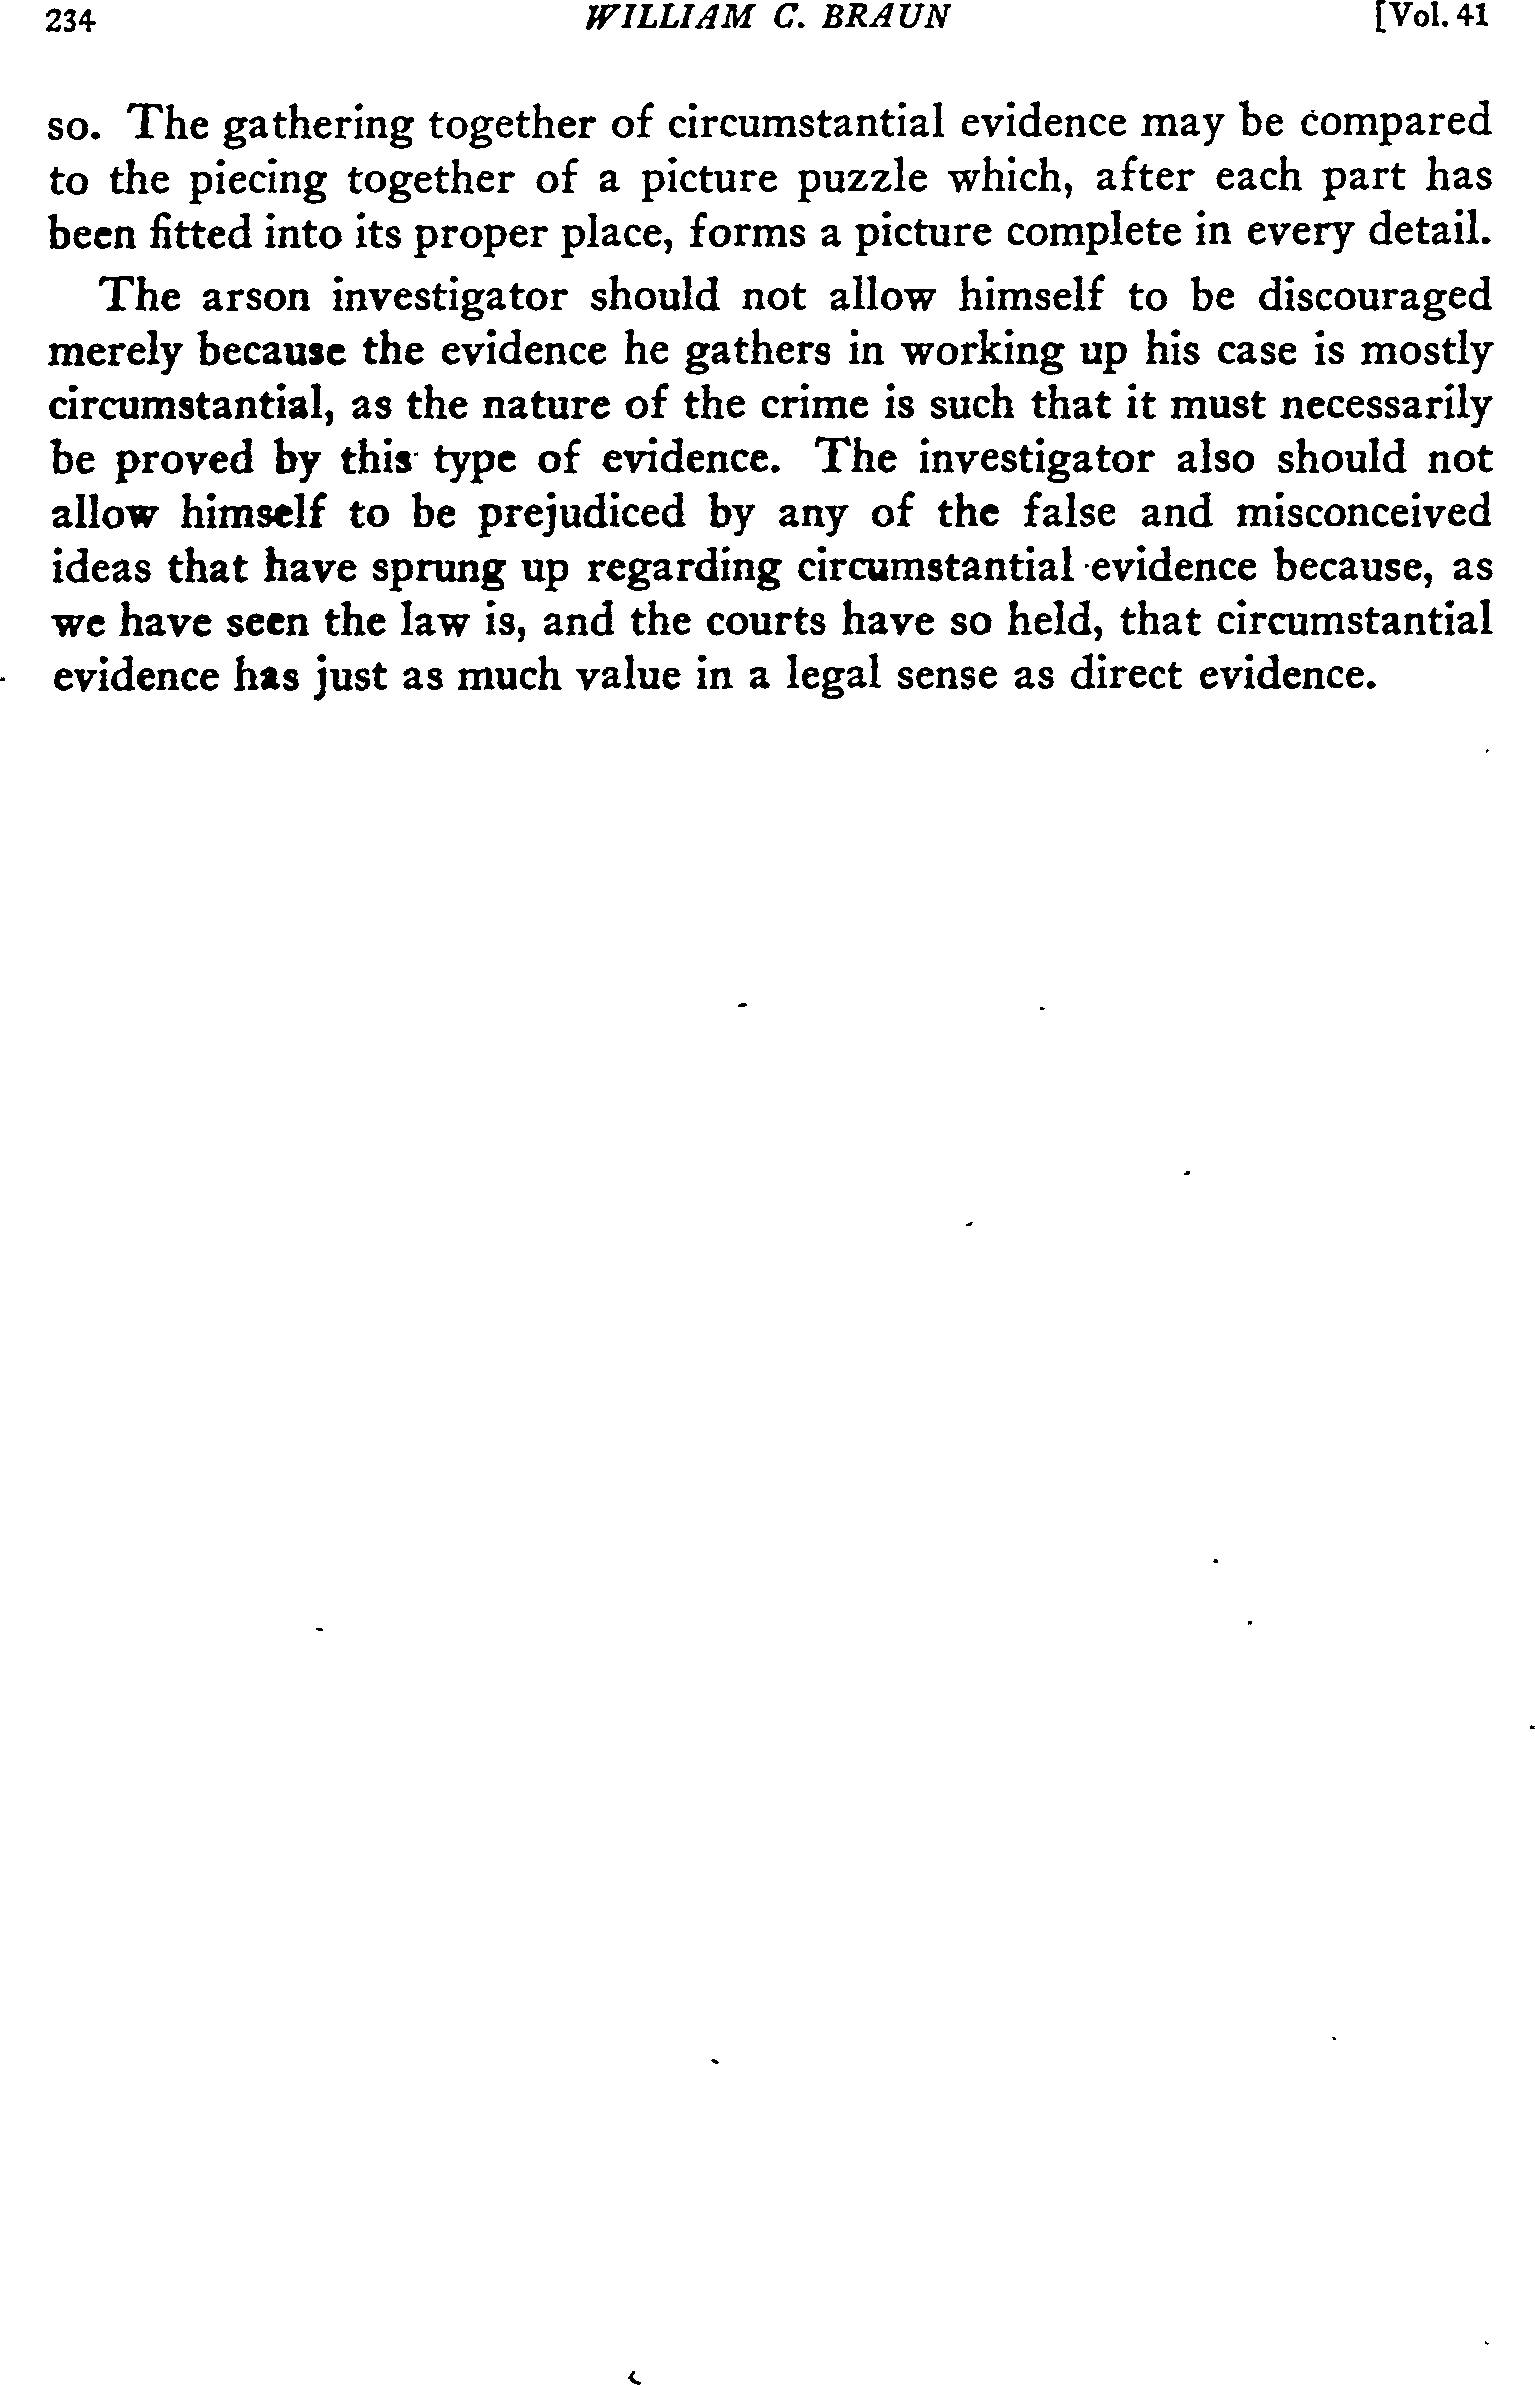 234 WILLIAM C. BRAUN [Vol. 41
so. The gathering together of circumstantial evidence may be compared
to the piecing together of a picture puzzle which, after each part has
been fitted into its proper place, forms a picture complete in every detail.
The arson investigator should not allow himself to be discouraged
merely because the evidence he gathers in working up his case is mostly
circumstantial, as the nature of the crime is such that it must necessarily
be proved by this type of evidence. The investigator also should not
allow himself to be prejudiced by any of the false and misconceived
ideas that have sprung up regarding circumstantial evidence because, as
we have seen the law is, and the courts have so held, that circumstantial
evidence has just as much value in a legal sense as direct evidence.